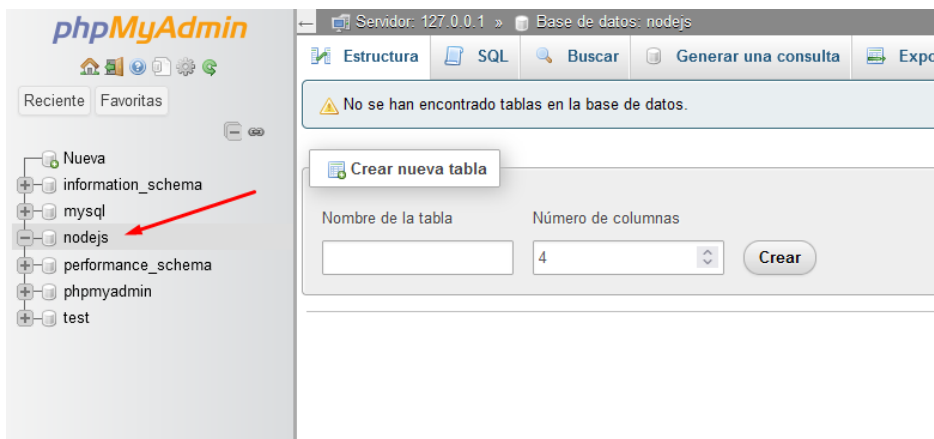 phpMyAdmin
Reciente Favoritas
Nueva
information_schema
mysql
nodejs
performance_schema
phpmyadmin
test
Servidor: 127.0.0.1 » Base de datos: nodejs
Estructura SQL Buscar Generar una consulta Expo
No se han encontrado tablas en la base de datos.
Crear nueva tabla
Nombre de la tabla Número de columnas
4 Crear